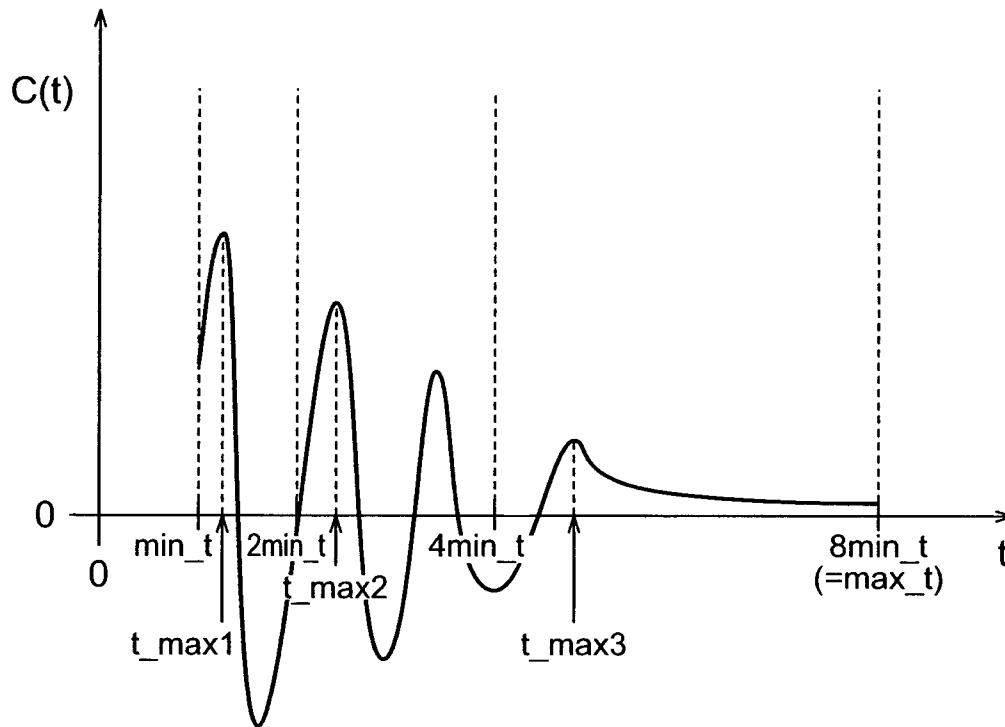 C(t)
0
min_t 2min_t 4min_t 8min_t t
0 t_max2 (=max_t)
t_max1 t_max3